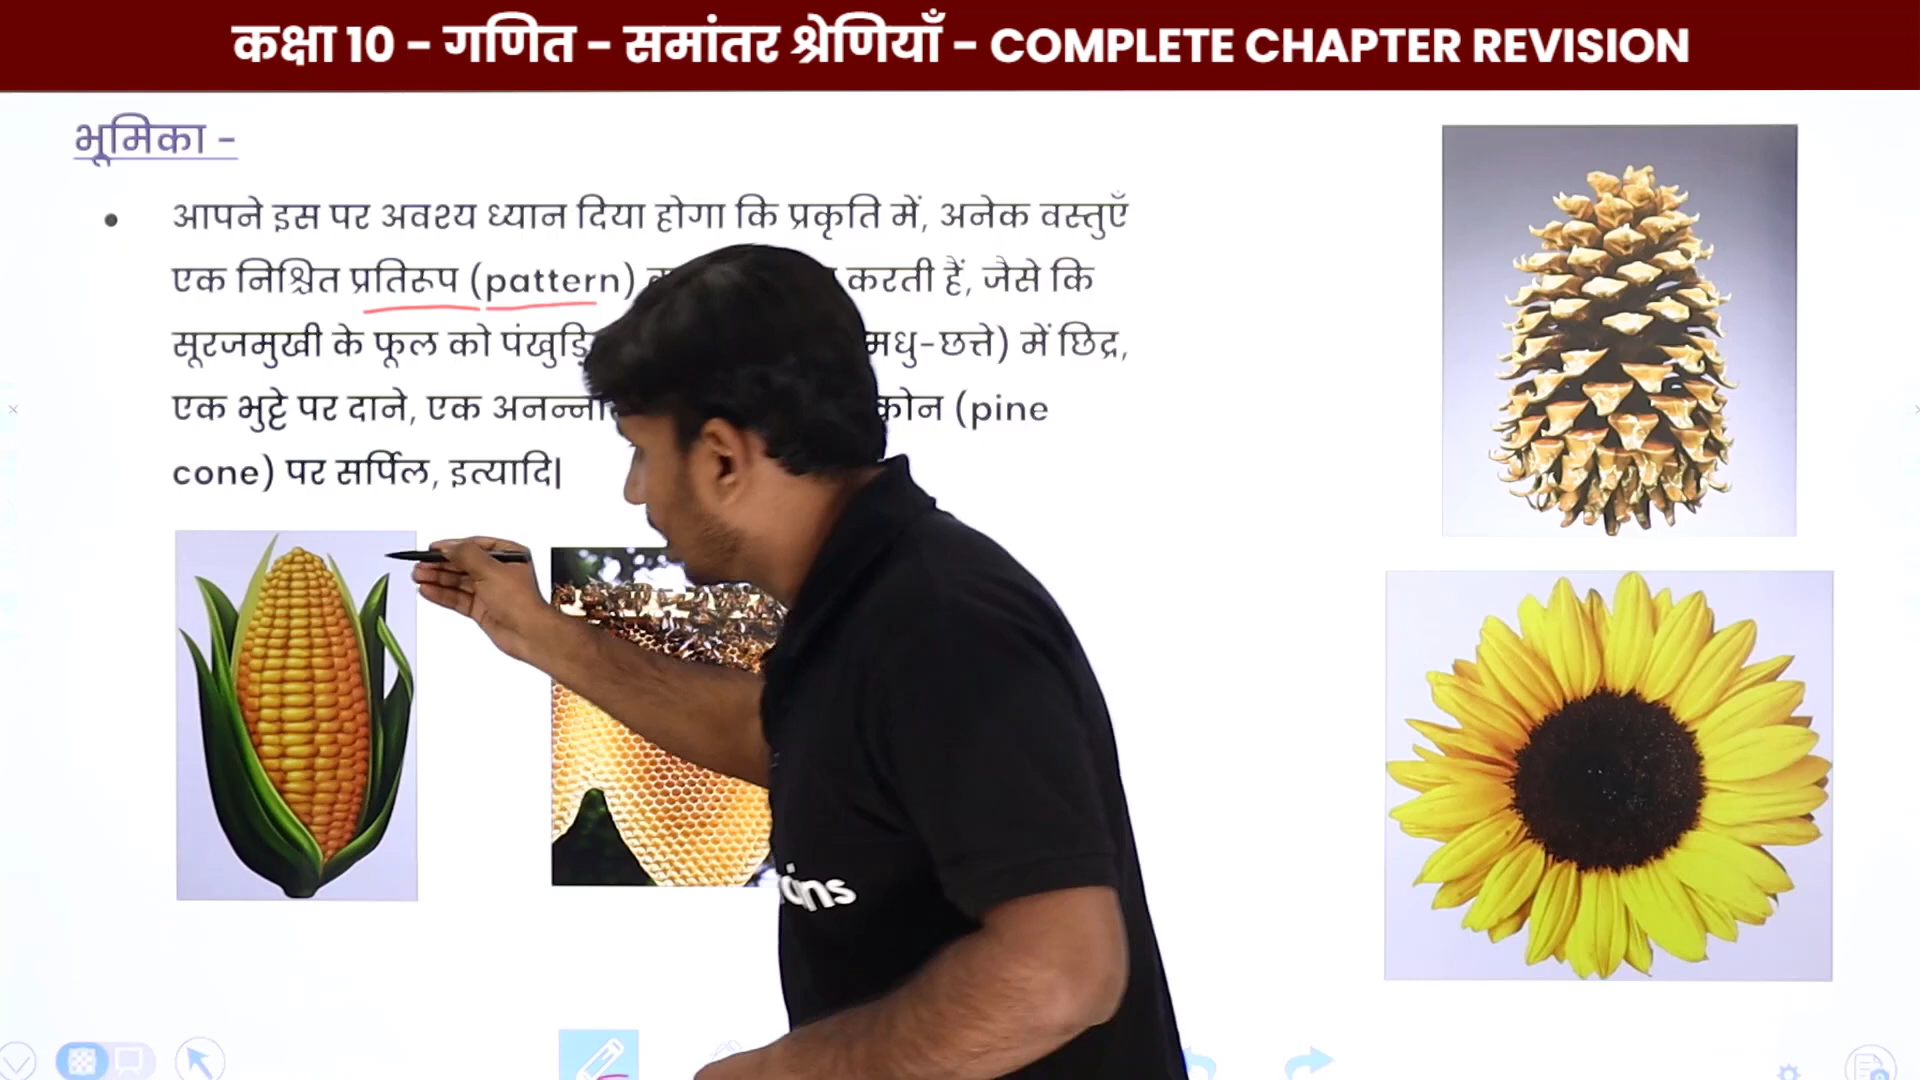 कक्षा 10 - गणित - समांतर श्रेणियाँ - COMPLETE CHAPTER REVISION
भूमिका -
• आपने इस पर अवश्य ध्यान दिया होगा कि प्रकृति में, अनेक वस्तुएँ
एक निश्चित प्रतिरूप (pattern) करती हैं, जैसे कि
सूरजमुखी के फूल को मधु-छत्ते) में छिद्र,
एक भुट्टे पर दाने, एक (pine
cone) पर सर्पिल, इत्यादि|